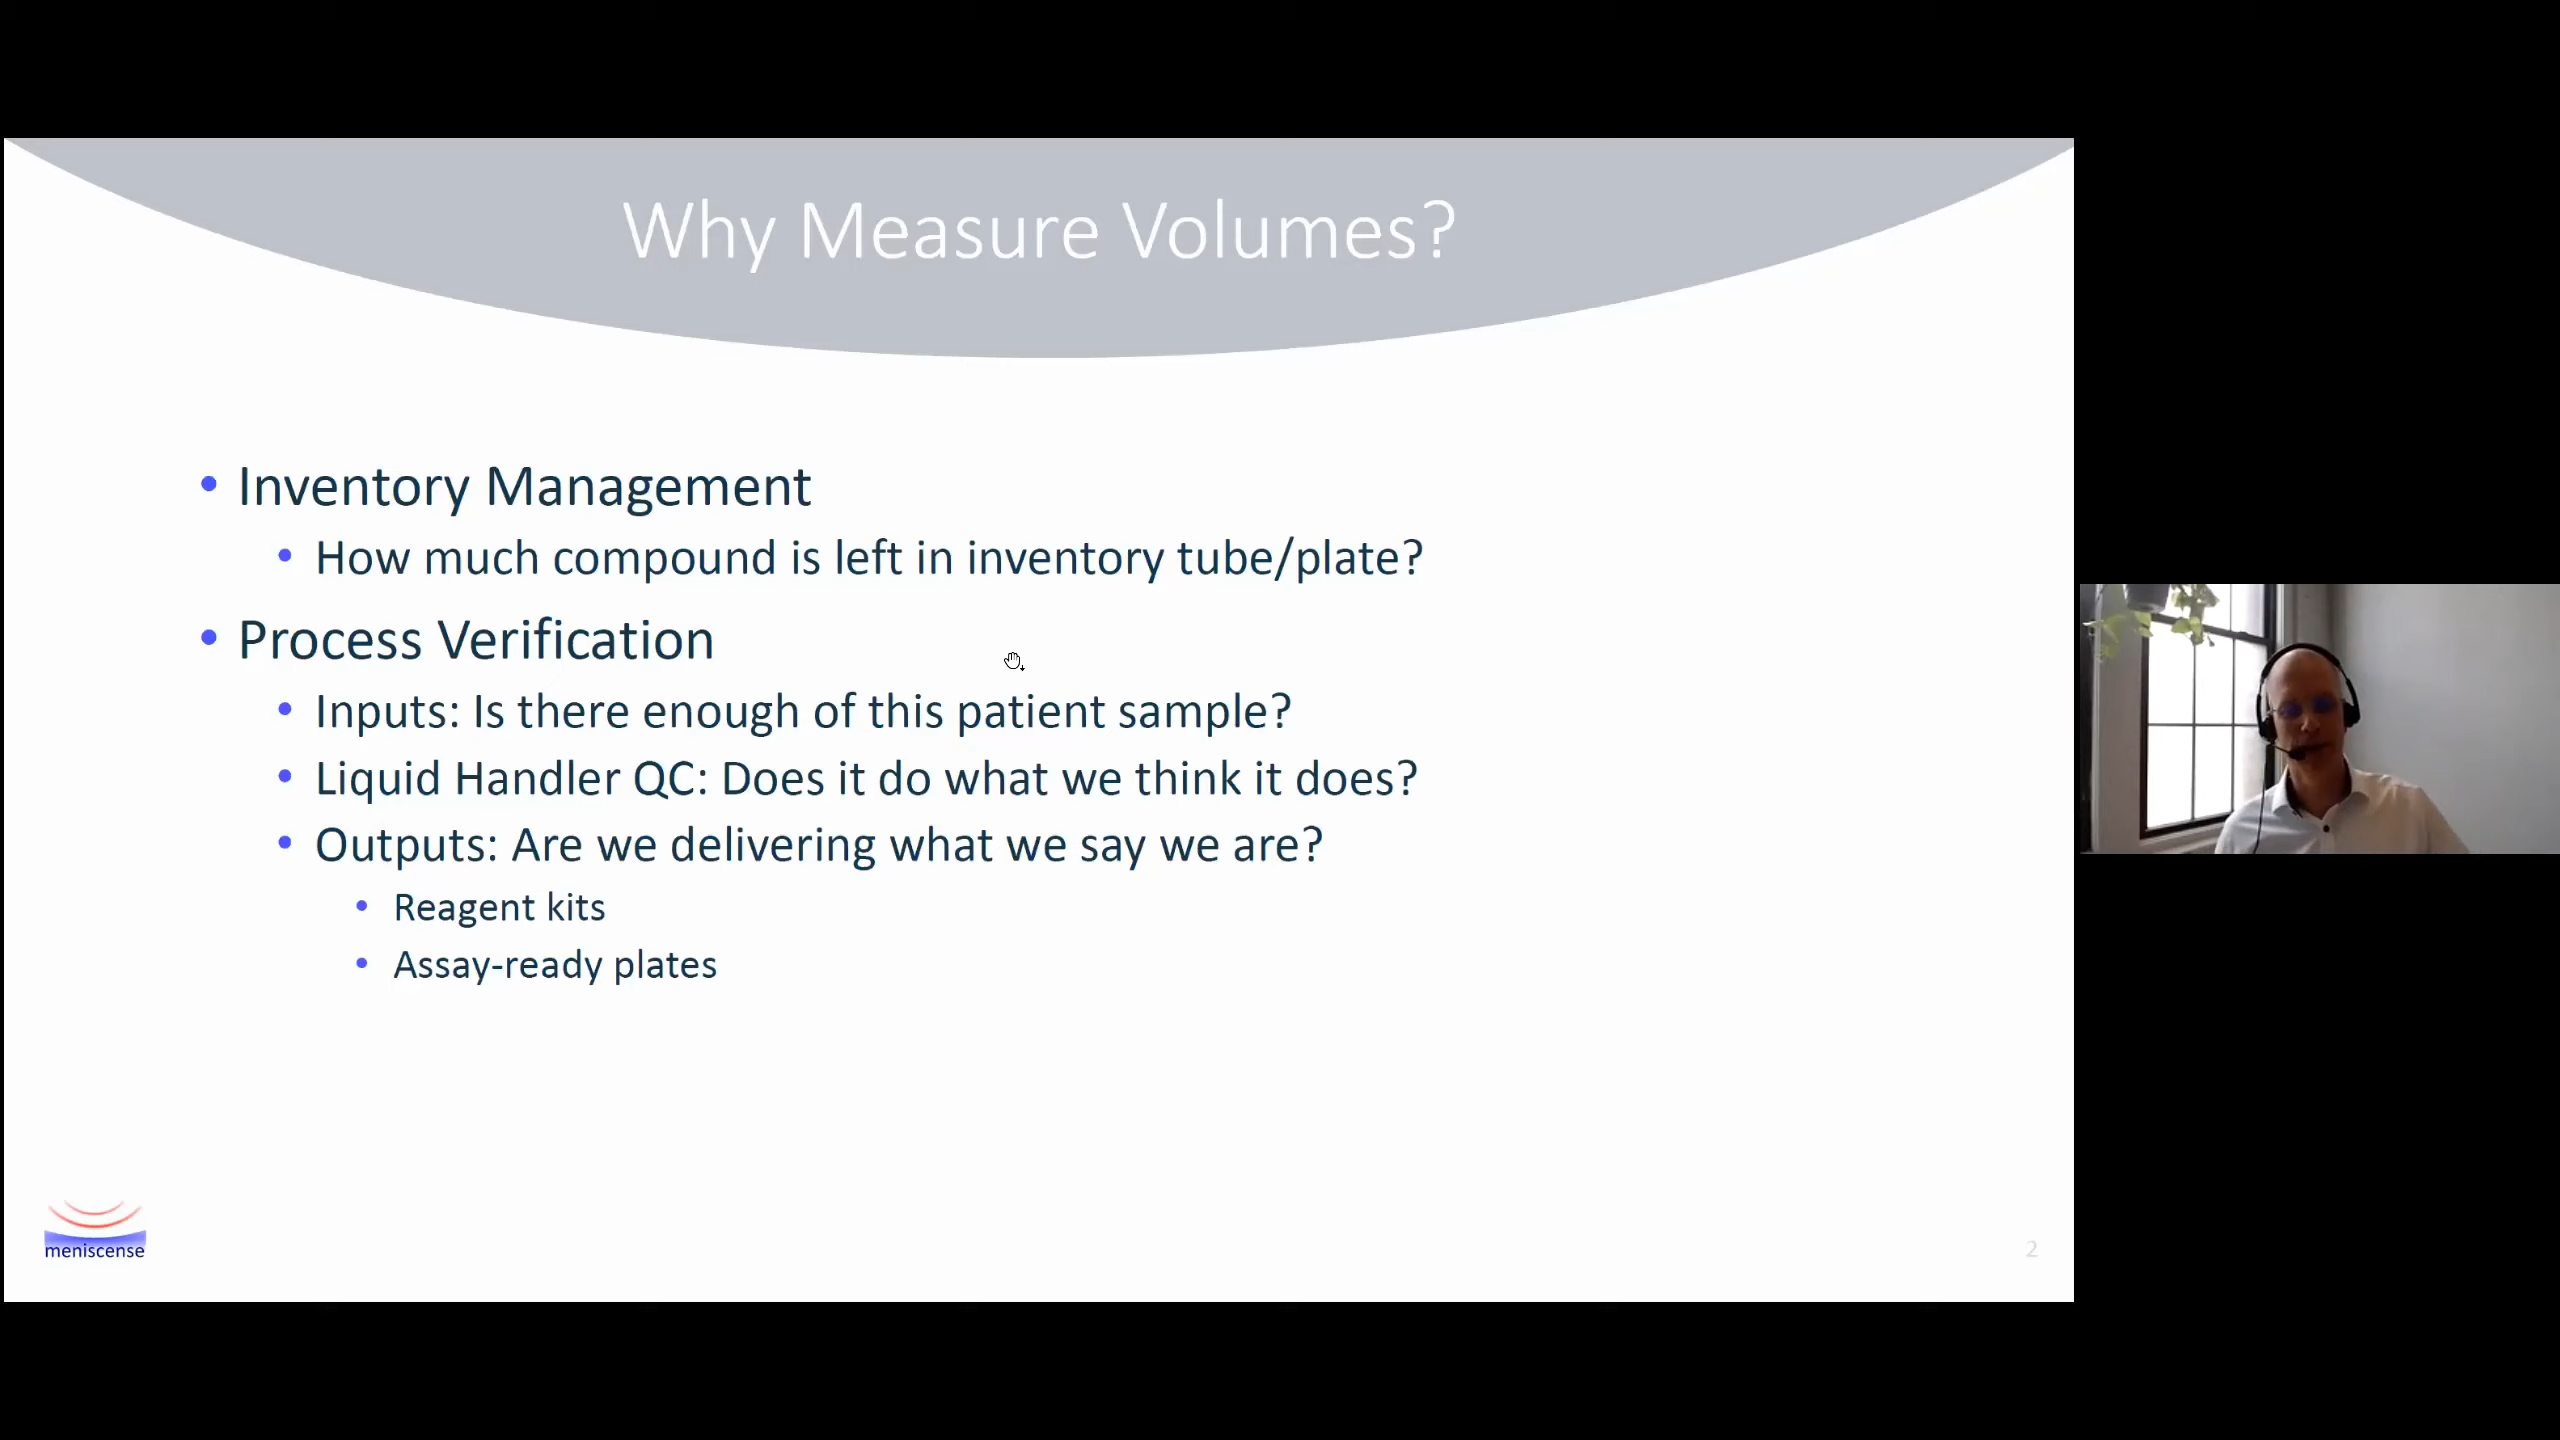 Why Measure Volumes?
• Inventory Management
• How much compound is left in inventory tube/plate?
• Process Verification
• Inputs: Is there enough of this patient sample?
• Liquid Handler QC: Does it do what we think it does?
• Outputs: Are we delivering what we say we are?
• Reagent kits
• Assay-ready plates
meniscense
2